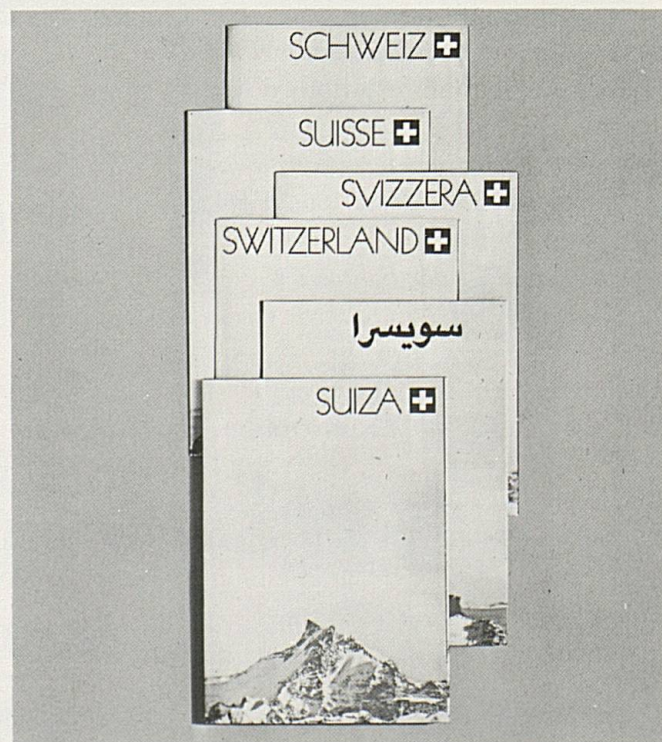 SCHWEIZ
SUISSE
SVIZZERA
SWITZERLAND
سويسرا
SUIZA